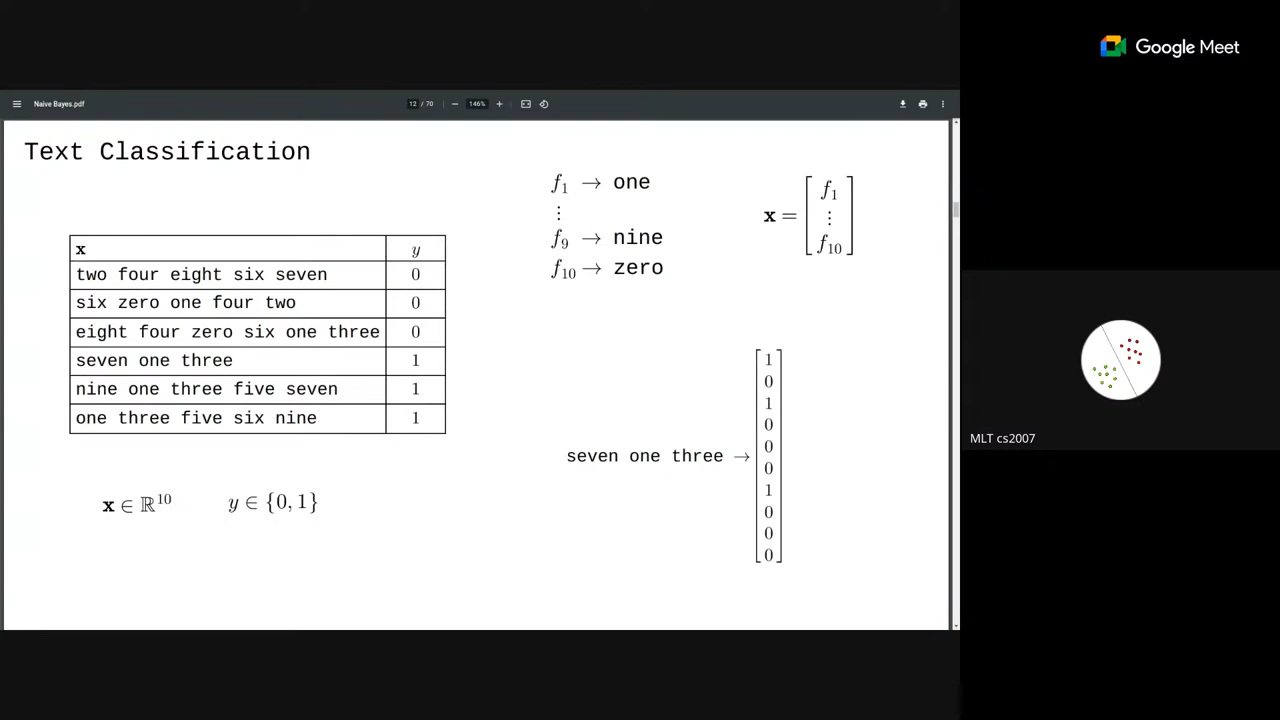 Google Meet
Naive Bayes.pdf
12 / 70
146%
Text Classification
f₁ → one
⋮
f₉ → nine
f₁₀ → zero
x = [f₁ ⋮ f₁₀]
x y
two four eight six seven 0
six zero one four two 0
eight four zero six one three 0
seven one three 1
nine one three five seven 1
one three five six nine 1
x ∈ ℝ¹⁰ y ∈ {0, 1}
seven one three →
1
0
1
0
0
0
1
0
0
0
MLT cs2007